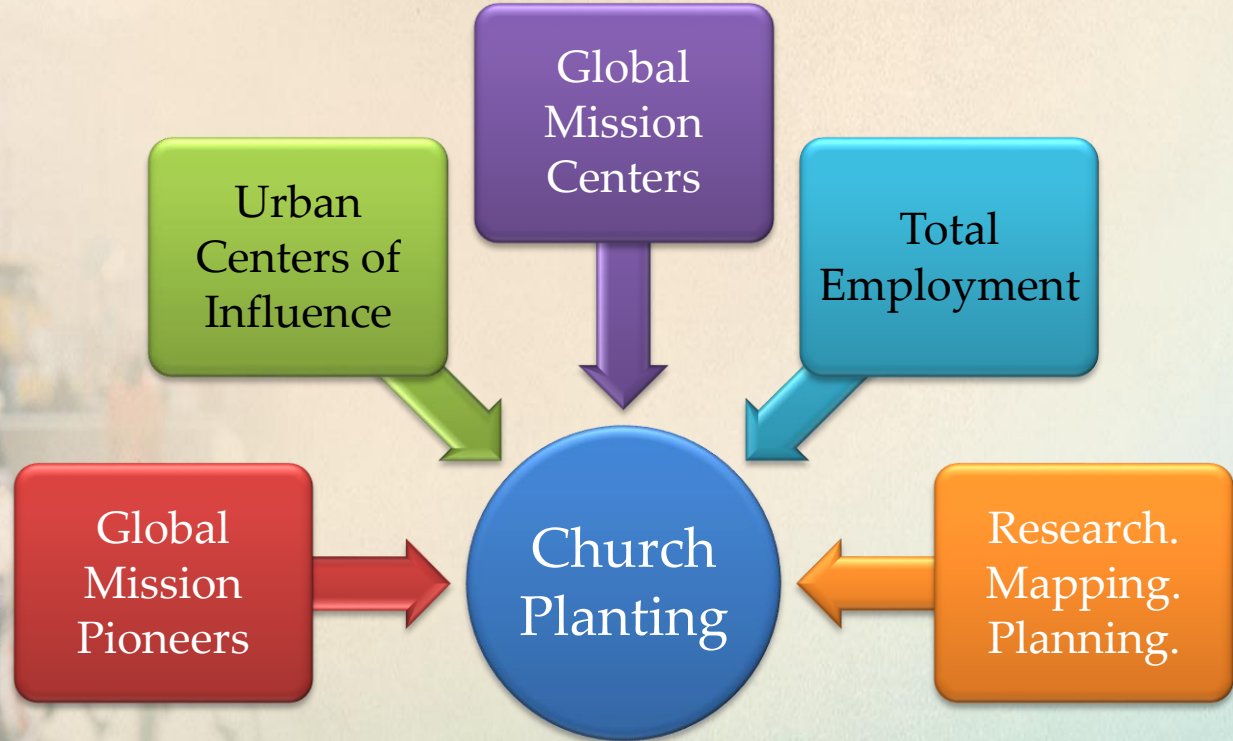 Global
Mission
Centers
Urban
Centers of
Influence
Total
Employment
Global
Mission
Pioneers
Church
Planting
Research.
Mapping.
Planning.